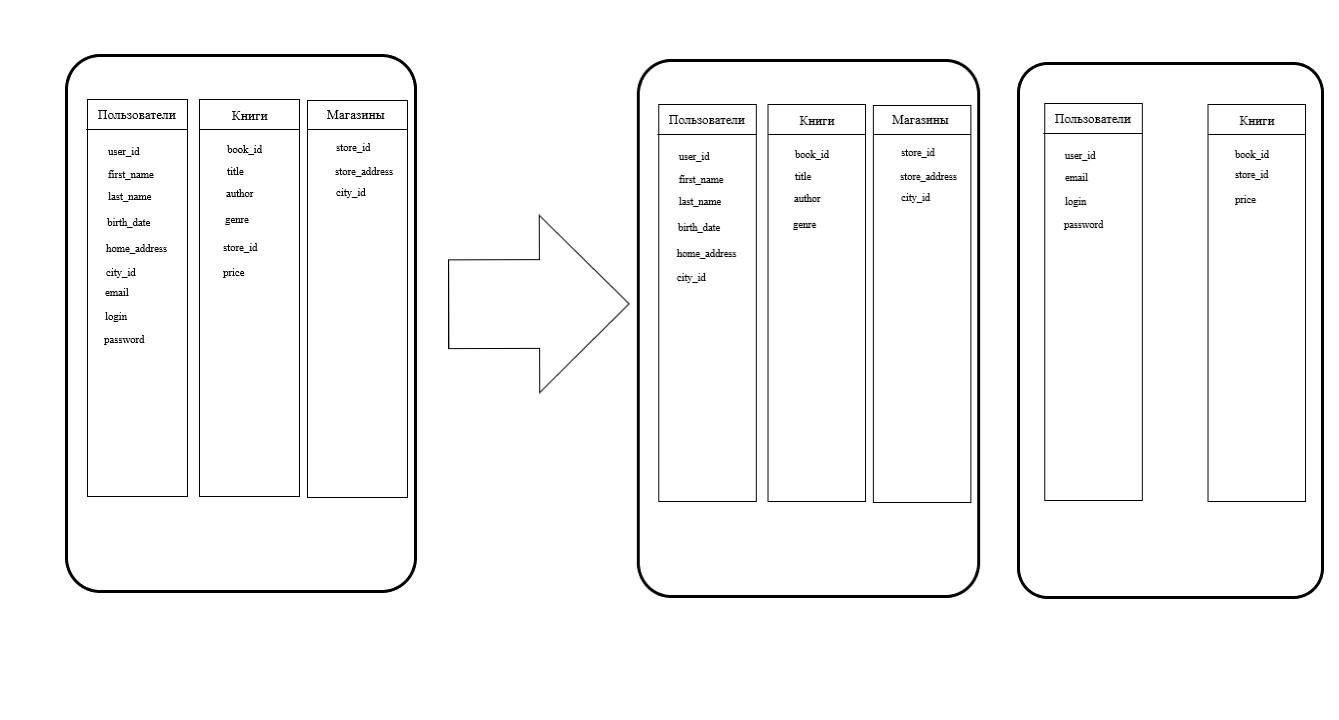 Пользователи
user_id
first_name
last_name
birth_date
home_address
city_id
email
login
password
Книги
book_id
title
author
genre
store_id
price
Магазины
store_id
store_address
city_id
Пользователи
user_id
first_name
last_name
birth_date
home_address
city_id
Книги
book_id
title
author
genre
Магазины
store_id
store_address
city_id
Пользователи
user_id
email
login
password
Книги
book_id
store_id
price